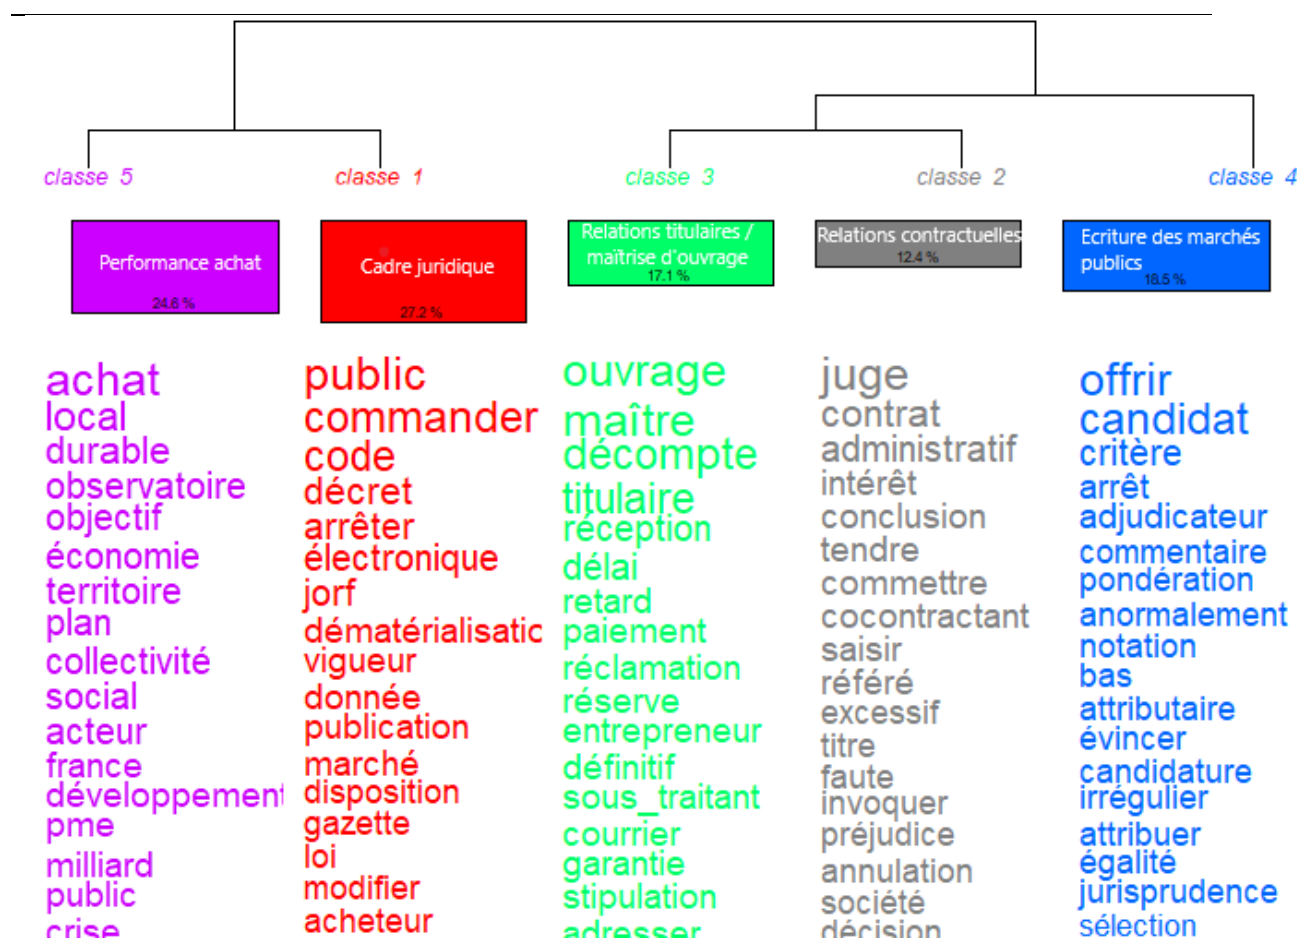 classe 5
classe 1
classe 3
classe 2
classe 4
Performance achat
24.6 %
Cadre juridique
27.2 %
Relations titulaires /
maîtrise d'ouvrage
17.1 %
Relations contractuelles
12.4 %
Ecriture des marchés
publics
18.5 %
achat
local
durable
observatoire
objectif
économie
territoire
plan
collectivité
social
acteur
france
développement
pme
milliard
public
crise
public
commander
code
décret
arrêter
électronique
jorf
dématérialisatic
vigueur
donnée
publication
marché
disposition
gazette
loi
modifier
acheteur
ouvrage
maître
décompte
titulaire
réception
délai
retard
paiement
réclamation
réserve
entrepreneur
définitif
sous_traitant
courrier
garantie
stipulation
adresser
juge
contrat
administratif
intérêt
conclusion
tendre
commettre
cocontractant
saisir
référé
excessif
titre
faute
invoquer
préjudice
annulation
société
décision
offrir
candidat
critère
arrêt
adjudicateur
commentaire
pondération
anormalement
notation
bas
attributaire
évincer
candidature
irrégulier
attribuer
égalité
jurisprudence
sélection